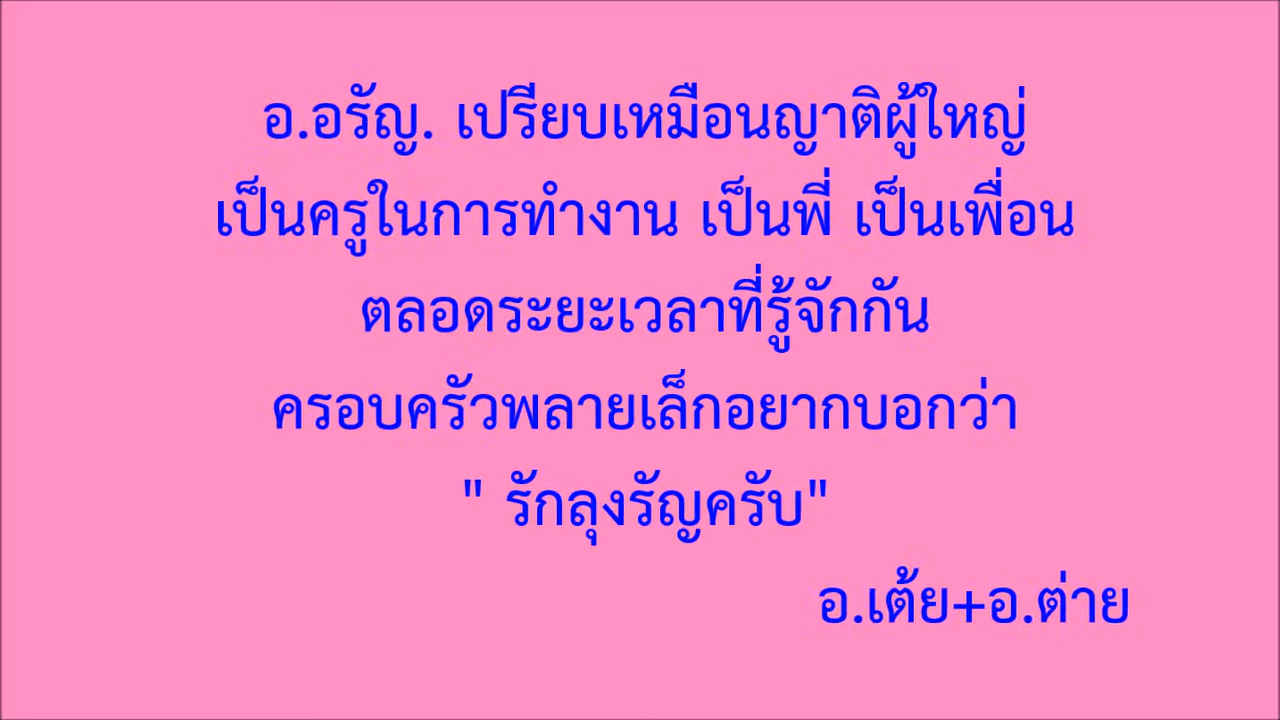 อ.อรัญ. เปรียบเหมือนญาติผู้ใหญ่
เป็นครูในการทำงาน เป็นพี่ เป็นเพื่อน
ตลอดระยะเวลาที่รู้จักกัน
ครอบครัวพลายเล็กอยากบอกว่า
" รักลุงรัญครับ"
อ.เต้ย+อ.ต่าย